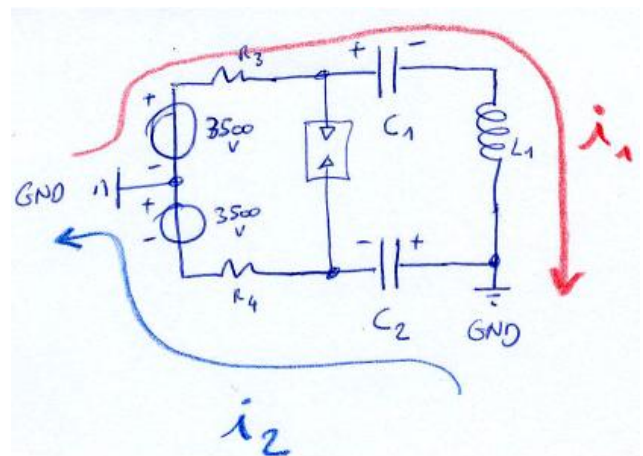 R3
+ -
+
3500
V
C1
L1
i1
-
GND
+
3500
V
-
- +
R4
C2
GND
i2